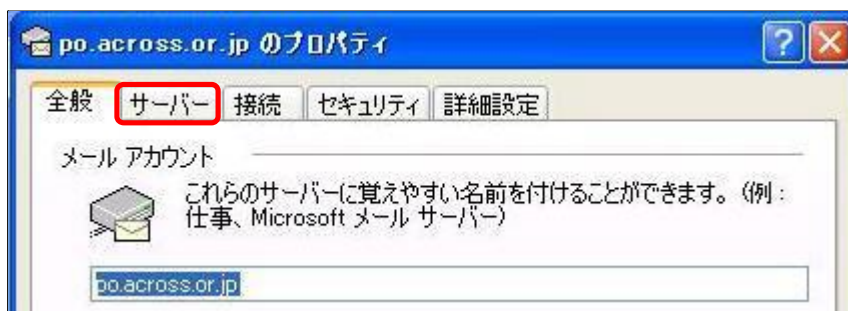 po.across.or.jp のプロパティ
全般 サーバー 接続 セキュリティ 詳細設定
メール アカウント
これらのサーバーに覚えやすい名前を付けることができます。(例:
仕事、Microsoft メール サーバー)
po.across.or.jp